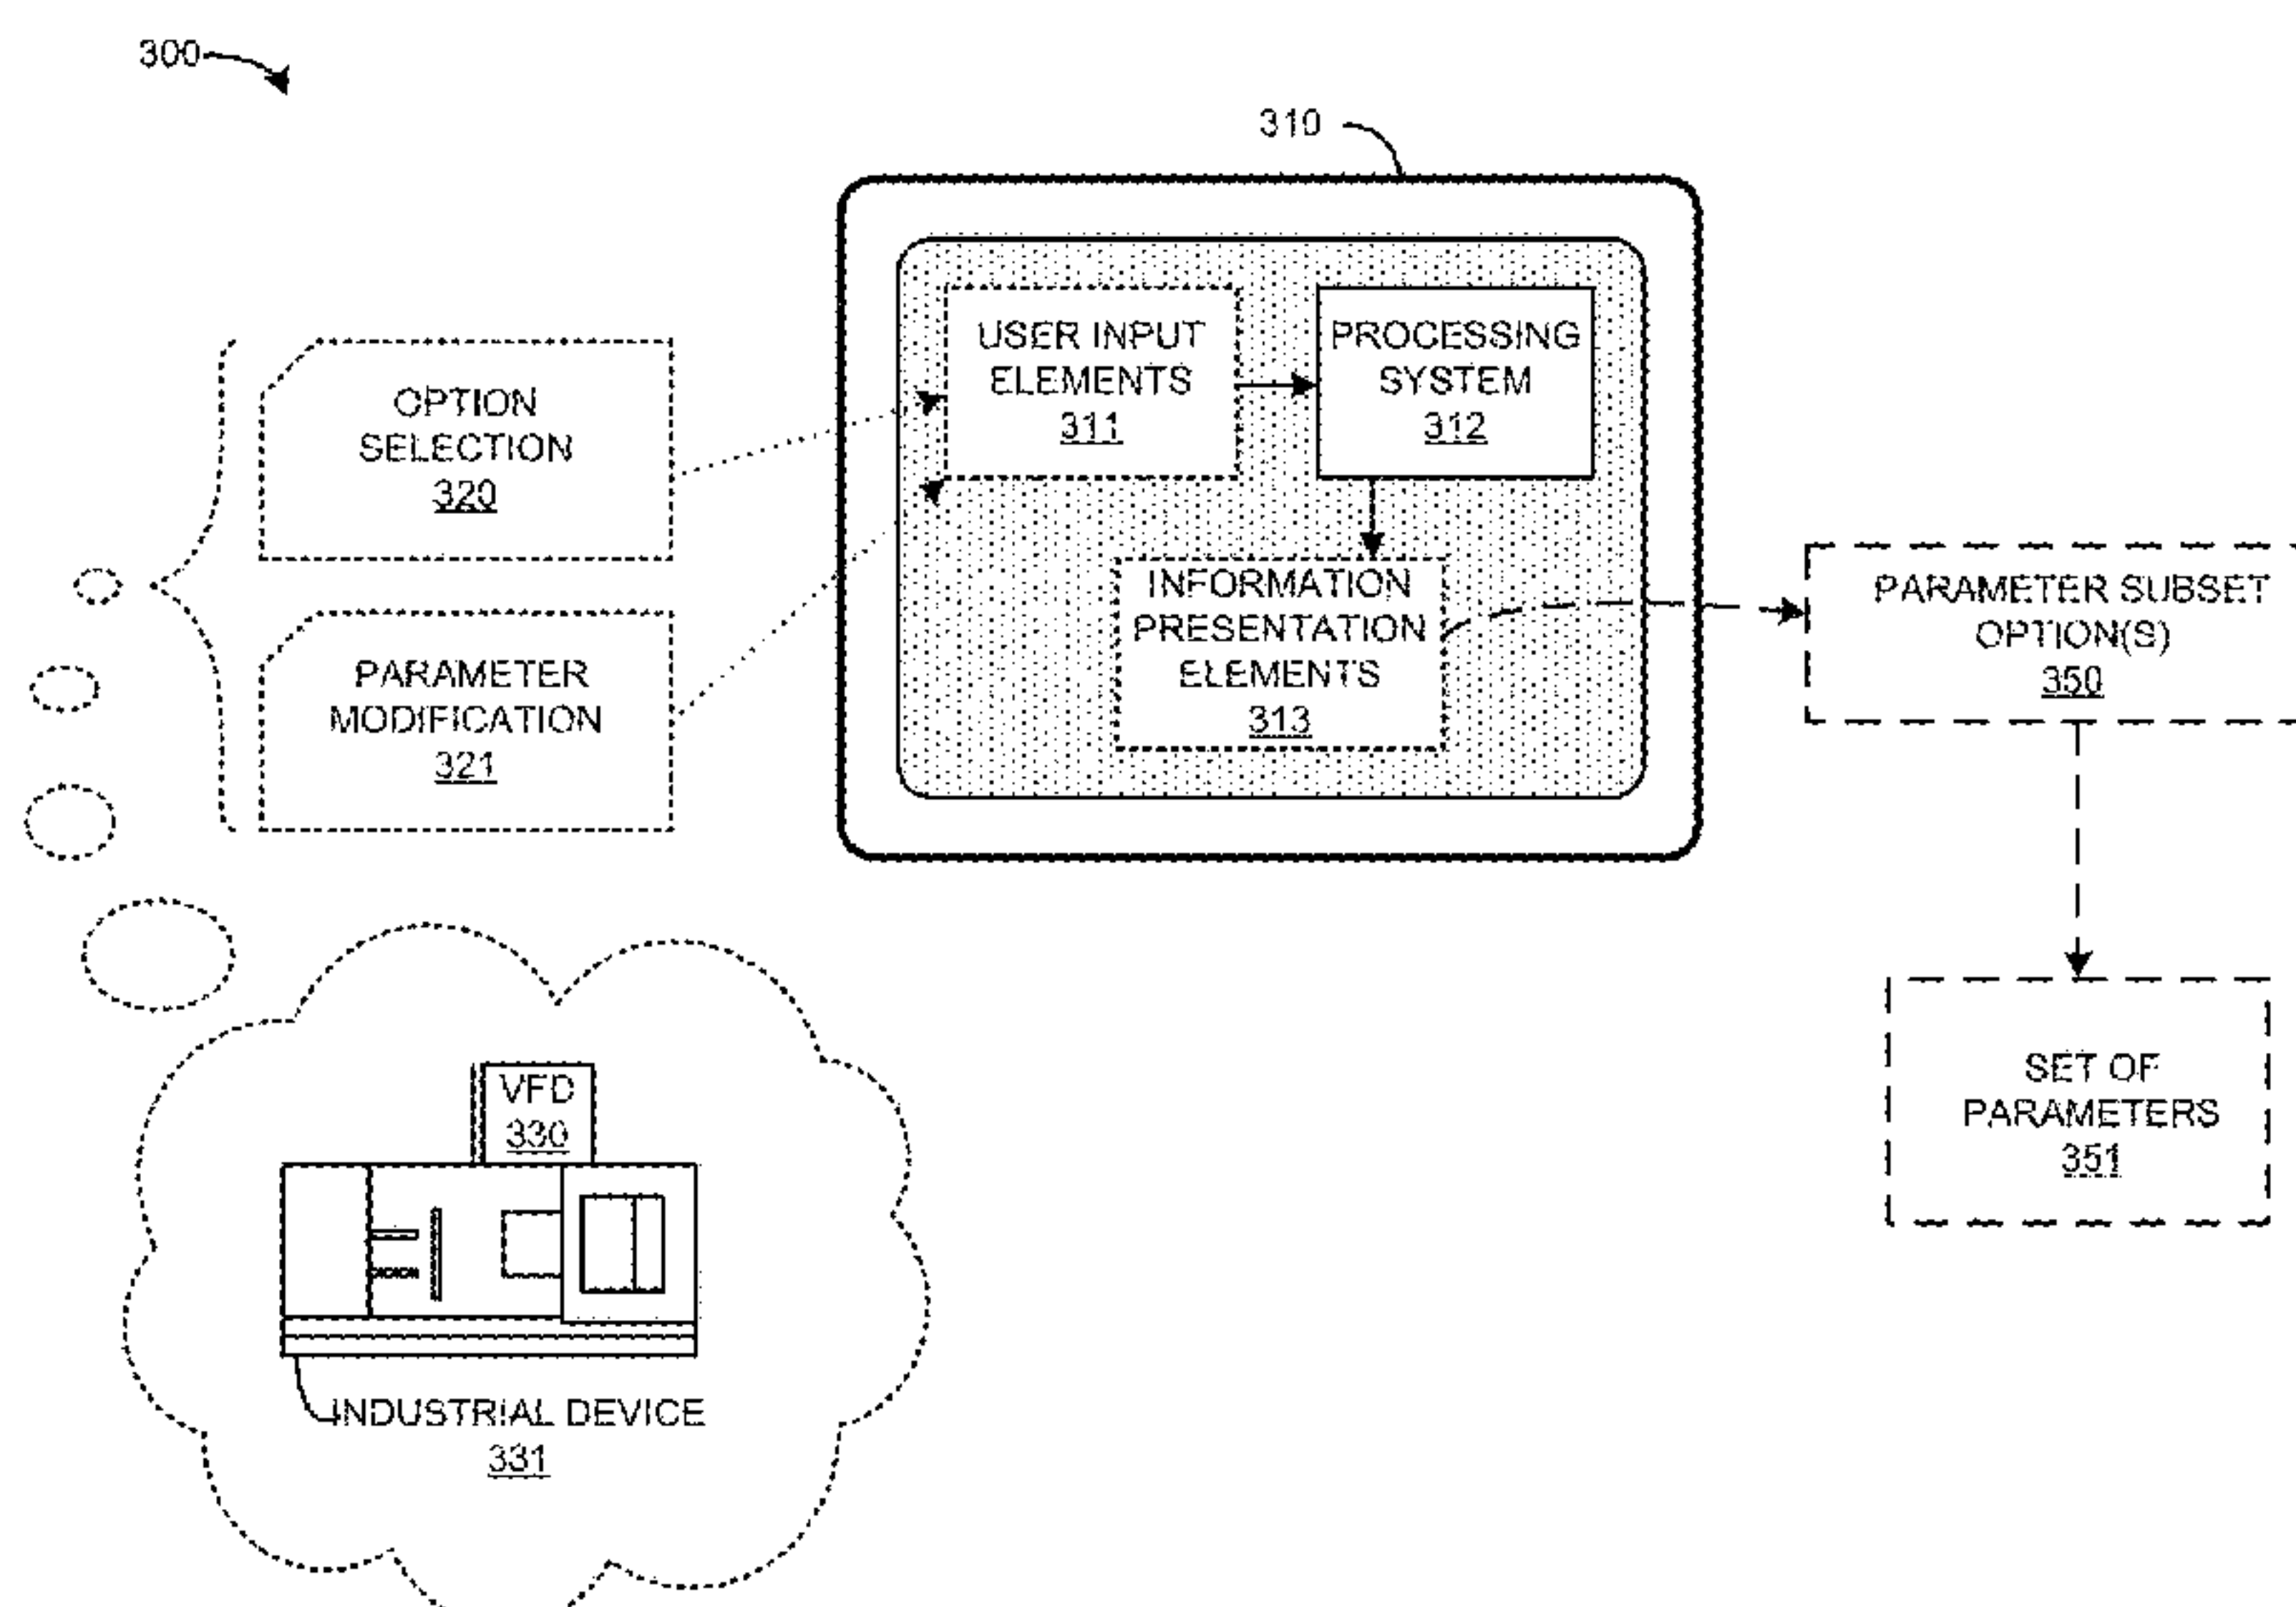 300
310
USER INPUT
ELEMENTS
311
PROCESSING
SYSTEM
312
OPTION
SELECTION
320
INFORMATION
PRESENTATION
ELEMENTS
313
PARAMETER SUBSET
OPTION(S)
350
PARAMETER
MODIFICATION
321
SET OF
PARAMETERS
351
VFD
330
INDUSTRIAL DEVICE
331